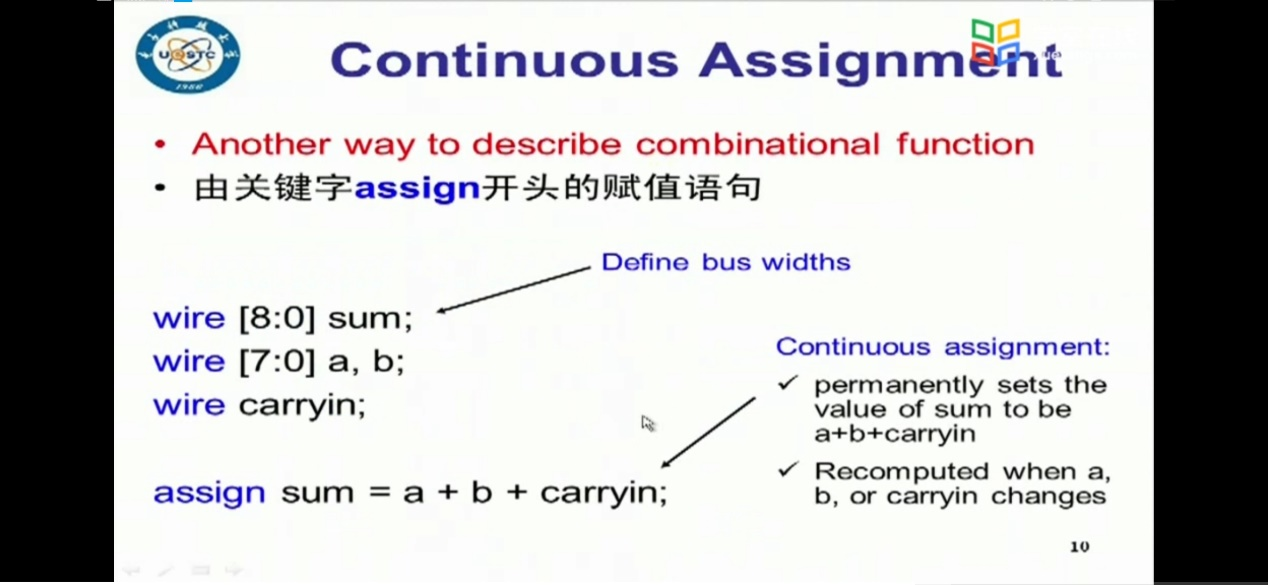 UESTC
1956
Continuous Assignment
• Another way to describe combinational function
• 由关键字assign开头的赋值语句
Define bus widths
wire [8:0] sum;
wire [7:0] a, b;
wire carryin;
assign sum = a + b + carryin;
Continuous assignment:
✓ permanently sets the
value of sum to be
a+b+carryin
✓ Recomputed when a,
b, or carryin changes
10